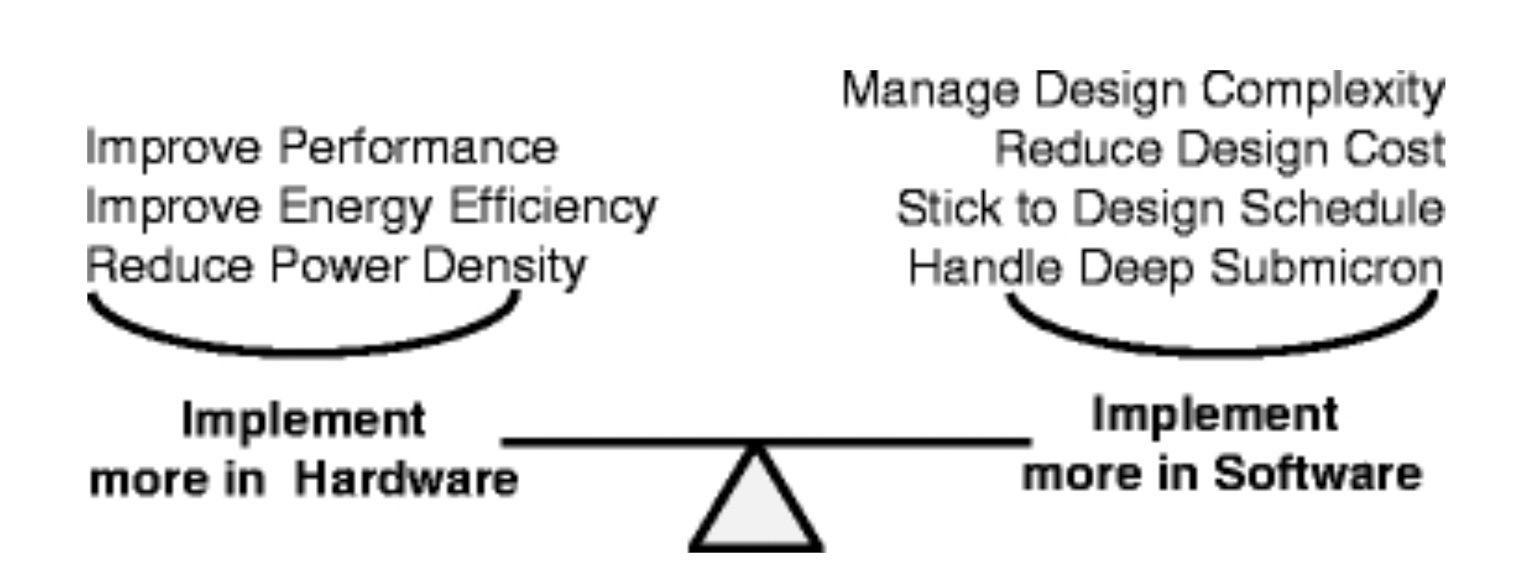 Improve Performance
Improve Energy Efficiency
Reduce Power Density
Implement
more in Hardware
Manage Design Complexity
Reduce Design Cost
Stick to Design Schedule
Handle Deep Submicron
Implement
more in Software